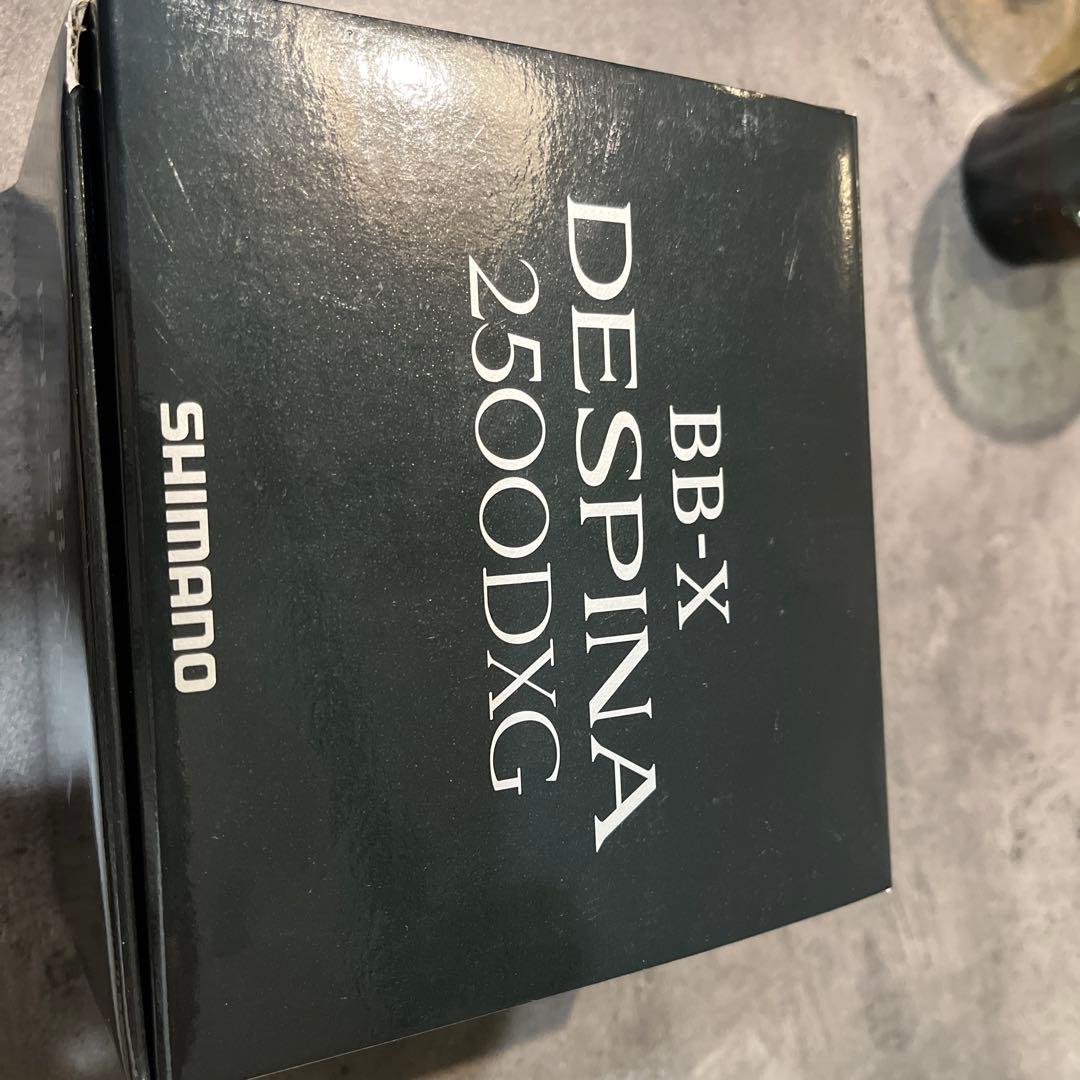 BB-X
DESPINA
2500DXG
SHIMANO